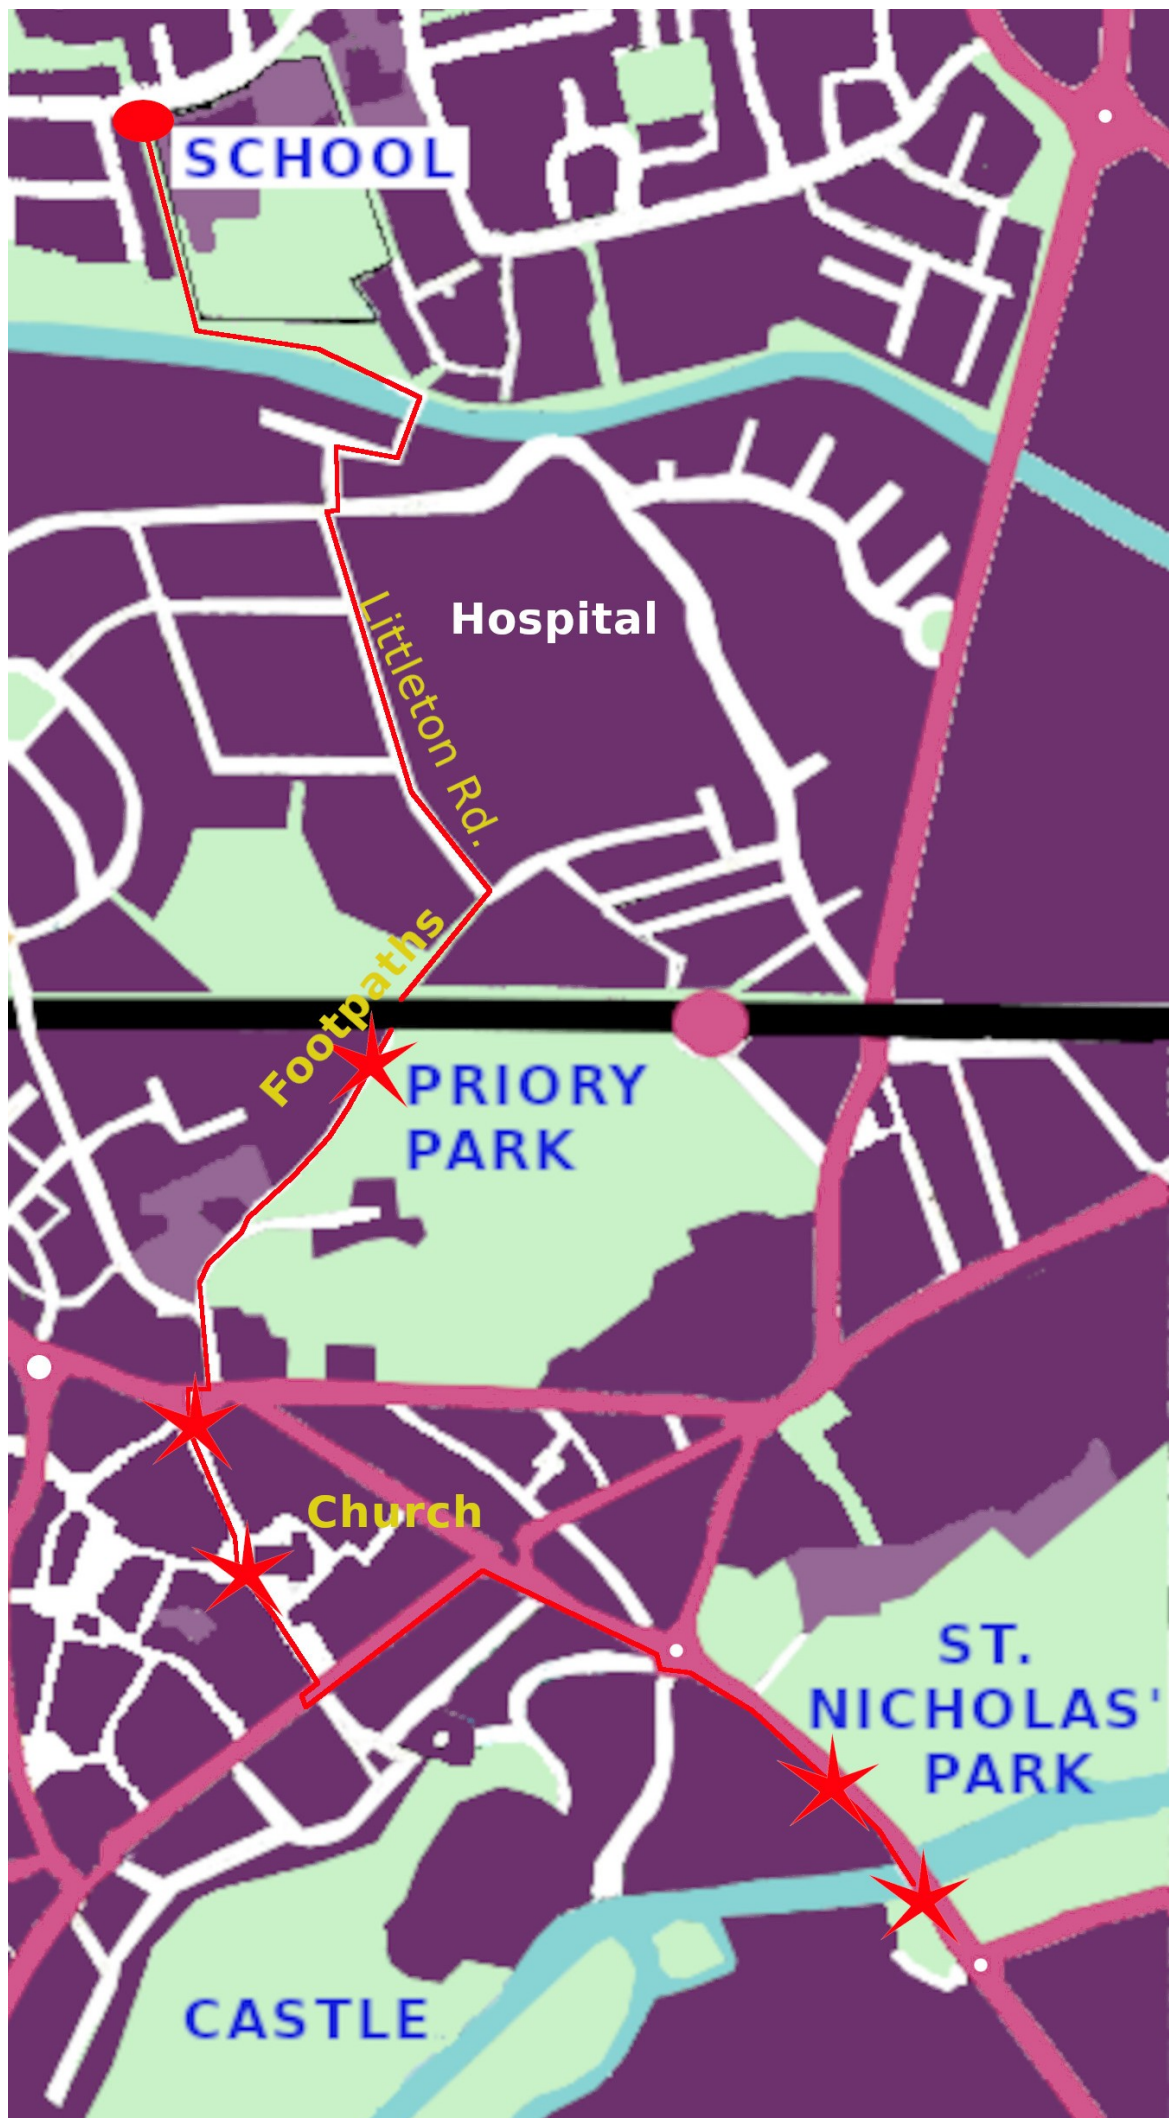 SCHOOL
Hospital
Littleton Rd.
Footpaths
PRIORY
PARK
Church
ST.
NICHOLAS'
PARK
CASTLE